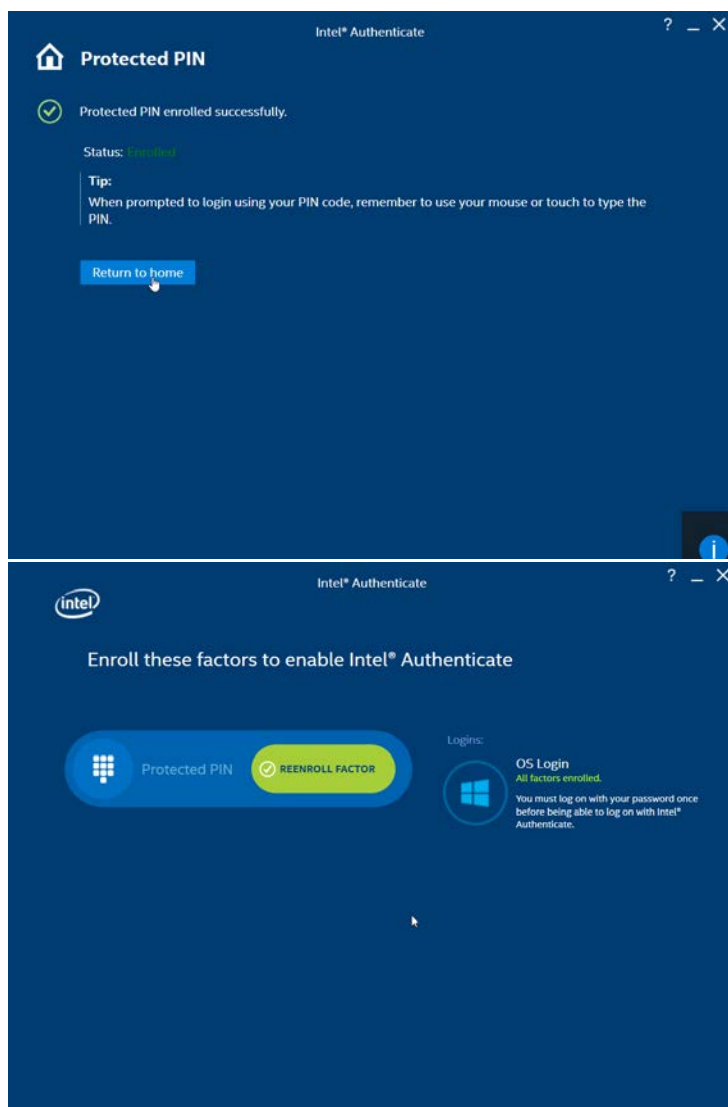 Intel® Authenticate
? _ X
Protected PIN
Protected PIN enrolled successfully.
Status: Enrolled
Tip:
When prompted to login using your PIN code, remember to use your mouse or touch to type the
PIN.
Return to home
i
Intel® Authenticate
? _ X
intel
Enroll these factors to enable Intel® Authenticate
Protected PIN
REENROLL FACTOR
Logins:
OS Login
All factors enrolled.
You must log on with your password once
before being able to log on with Intel®
Authenticate.